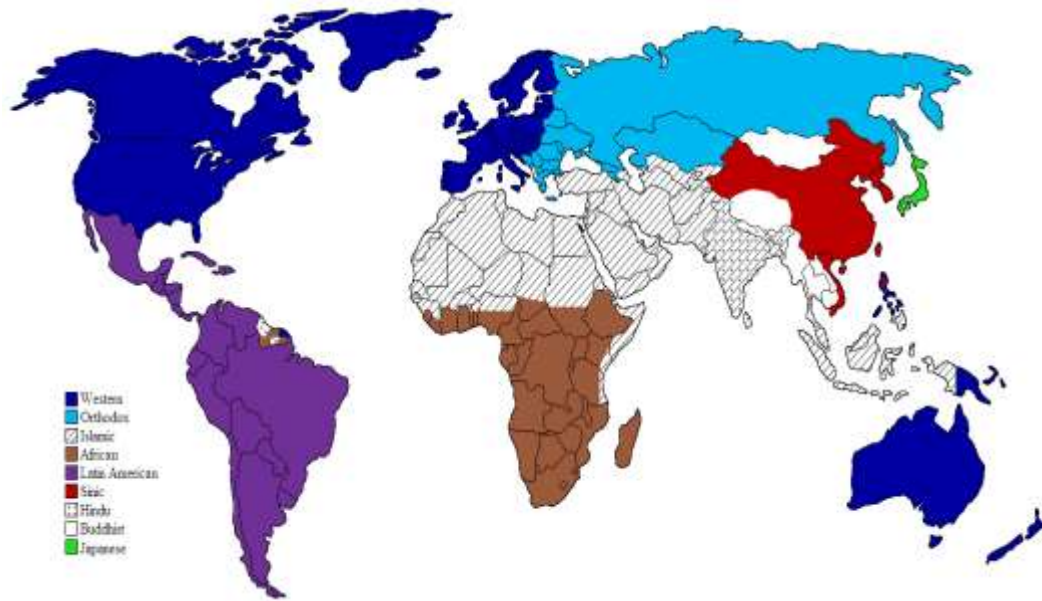 Western
Orthodox
Islamic
African
Latin American
Sinic
Hindu
Buddhist
Japanese